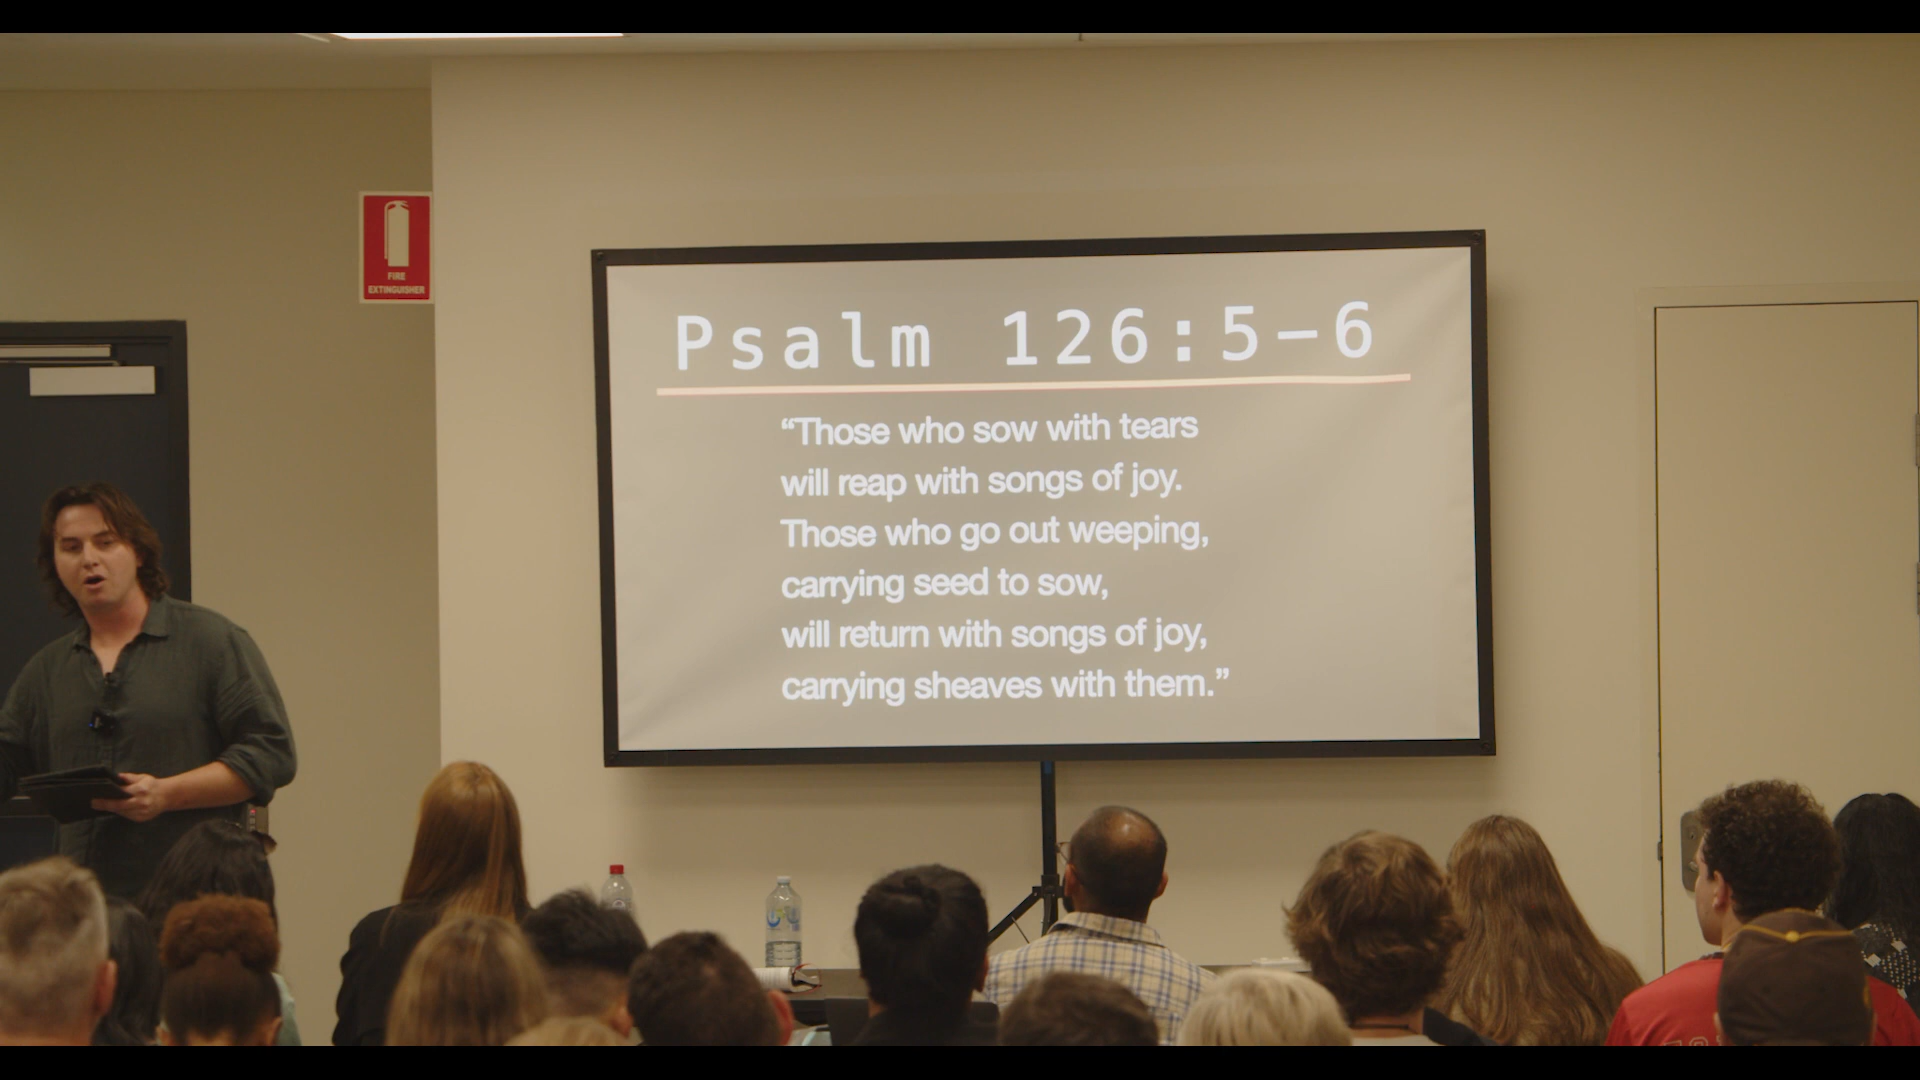 FIRE
EXTINGUISHER
Psalm 126:5–6
“Those who sow with tears
will reap with songs of joy.
Those who go out weeping,
carrying seed to sow,
will return with songs of joy,
carrying sheaves with them.”